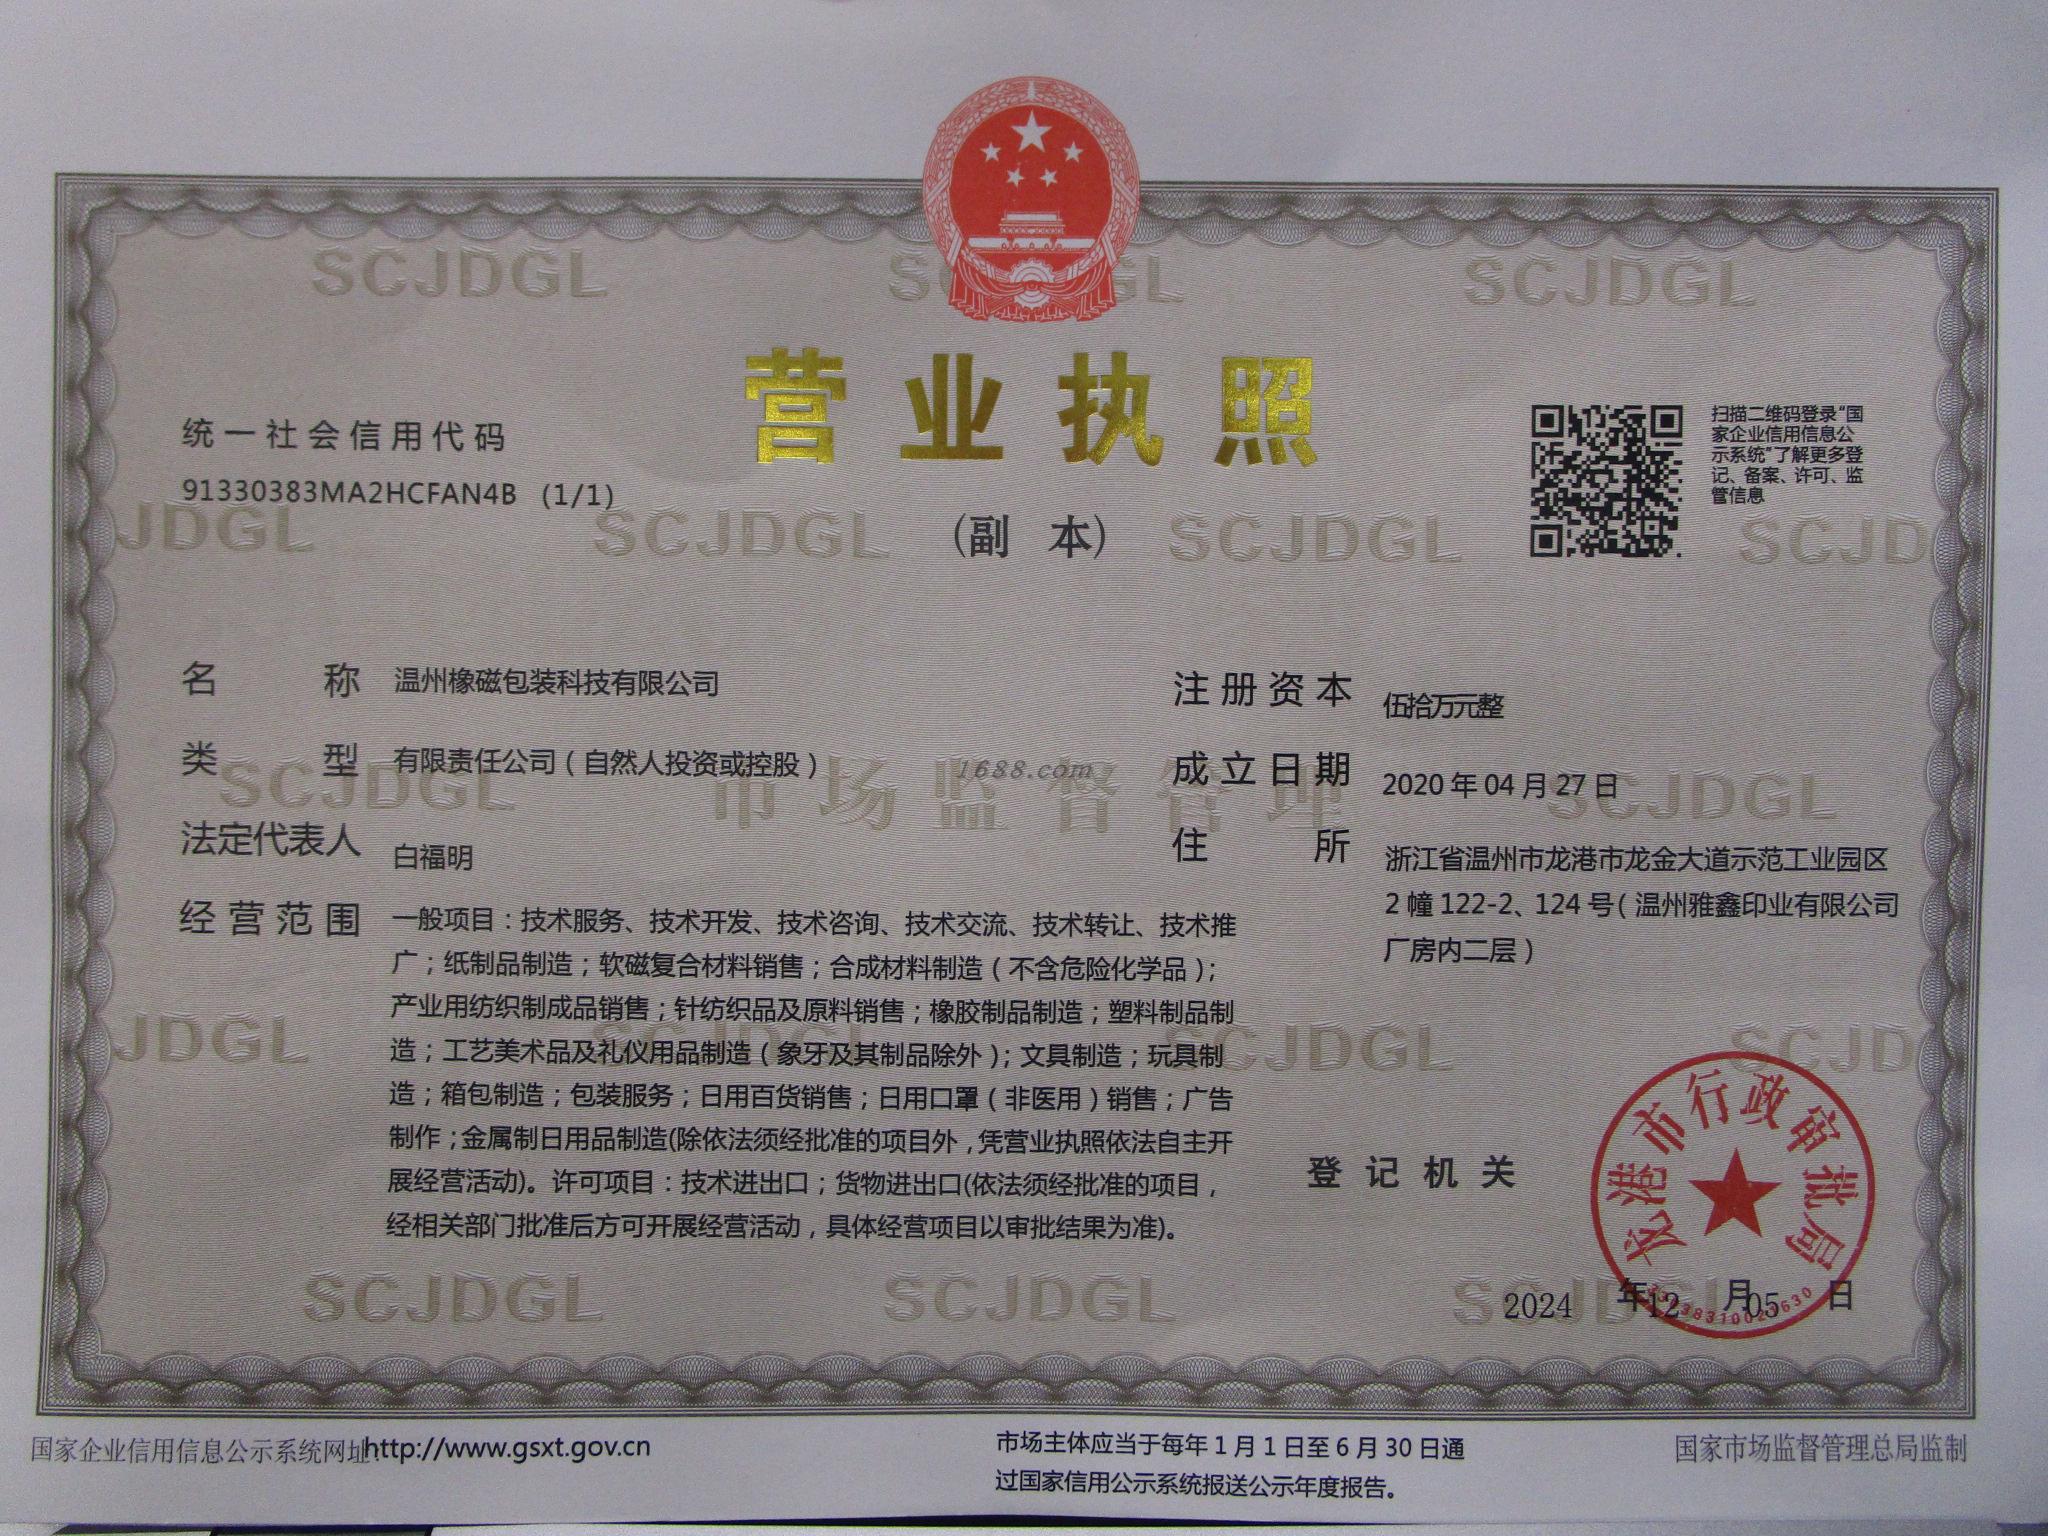 营业执照
(副 本)
统一社会信用代码
91330383MA2HCFAN4B (1/1)
扫描二维码登录“国
家企业信用信息公
示系统”了解更多登
记、备案、许可、监
管信息
名 称 温州橡磁包装科技有限公司
类 型 有限责任公司（自然人投资或控股）
法定代表人 白福明
经营范围 一般项目：技术服务、技术开发、技术咨询、技术交流、技术转让、技术推
广；纸制品制造；软磁复合材料销售；合成材料制造（不含危险化学品）；
产业用纺织制成品销售；针纺织品及原料销售；橡胶制品制造；塑料制品制
造；工艺美术品及礼仪用品制造（象牙及其制品除外）；文具制造；玩具制
造；箱包制造；包装服务；日用百货销售；日用口罩（非医用）销售；广告
制作；金属制日用品制造(除依法须经批准的项目外，凭营业执照依法自主开
展经营活动)。许可项目：技术进出口；货物进出口(依法须经批准的项目，
经相关部门批准后方可开展经营活动，具体经营项目以审批结果为准)。
注册资本 伍拾万元整
成立日期 2020 年 04 月 27 日
住 所 浙江省温州市龙港市龙金大道示范工业园区
2 幢 122-2、124 号（温州雅鑫印业有限公司
厂房内二层）
1688.com
市场监督管理
SCJDGL
登记机关
龙港市行政审批局
2024 年12 月05 日
国家企业信用信息公示系统网址:http://www.gsxt.gov.cn
市场主体应当于每年 1 月 1 日至 6 月 30 日通
过国家信用公示系统报送公示年度报告。
国家市场监督管理总局监制